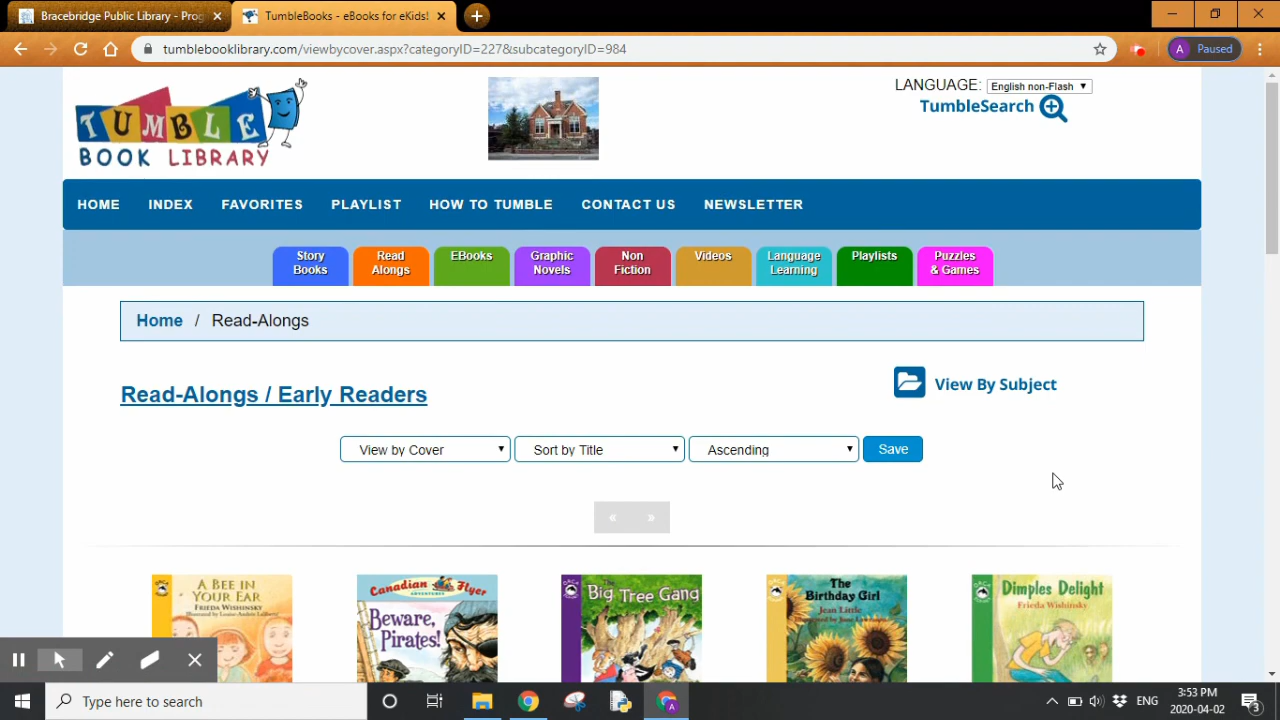 Bracebridge Public Library - Prog
TumbleBooks - eBooks for eKids!
tumblebooklibrary.com/viewbycover.aspx?categoryID=227&subcategoryID=984
A Paused
TUMBLE
BOOK LIBRARY
LANGUAGE: English non-Flash
TumbleSearch
HOME INDEX FAVORITES PLAYLIST HOW TO TUMBLE CONTACT US NEWSLETTER
Story Books
Read Alongs
EBooks
Graphic Novels
Non Fiction
Videos
Language Learning
Playlists
Puzzles & Games
Home / Read-Alongs
Read-Alongs / Early Readers
View By Subject
View by Cover Sort by Title Ascending Save
« »
A BEE IN
YOUR EAR
FRIEDA WISHINSKY
Canadian Flyer
ADVENTURES
Beware,
Pirates!
The
Big Tree Gang
The
Birthday Girl
Jean Little
Dimples Delight
Frieda Wishinsky
Type here to search
A
ENG
3:53 PM
2020-04-02
3